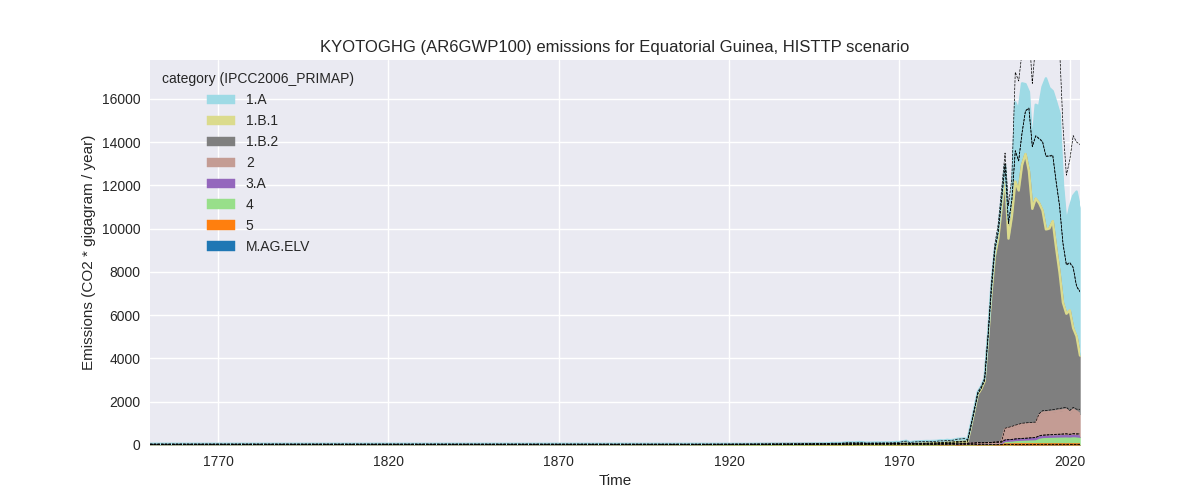 KYOTOGHG (AR6GWP100) emissions for Equatorial Guinea, HISTTP scenario
category (IPCC2006_PRIMAP)
1.A
1.B.1
1.B.2
2
3.A
4
5
M.AG.ELV
Emissions (CO2 * gigagram / year)
16000
14000
12000
10000
8000
6000
4000
2000
0
1770
1820
1870
1920
1970
2020
Time